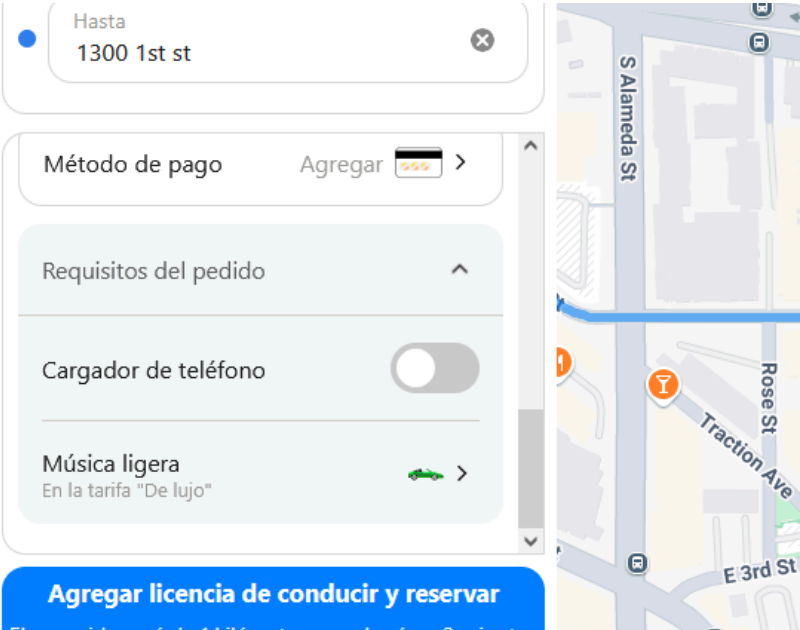 Hasta
1300 1st st
Método de pago
Agregar
Requisitos del pedido
Cargador de teléfono
Música ligera
En la tarifa "De lujo"
Agregar licencia de conducir y reservar
S Alameda St
Rose St
Traction Ave
E 3rd St